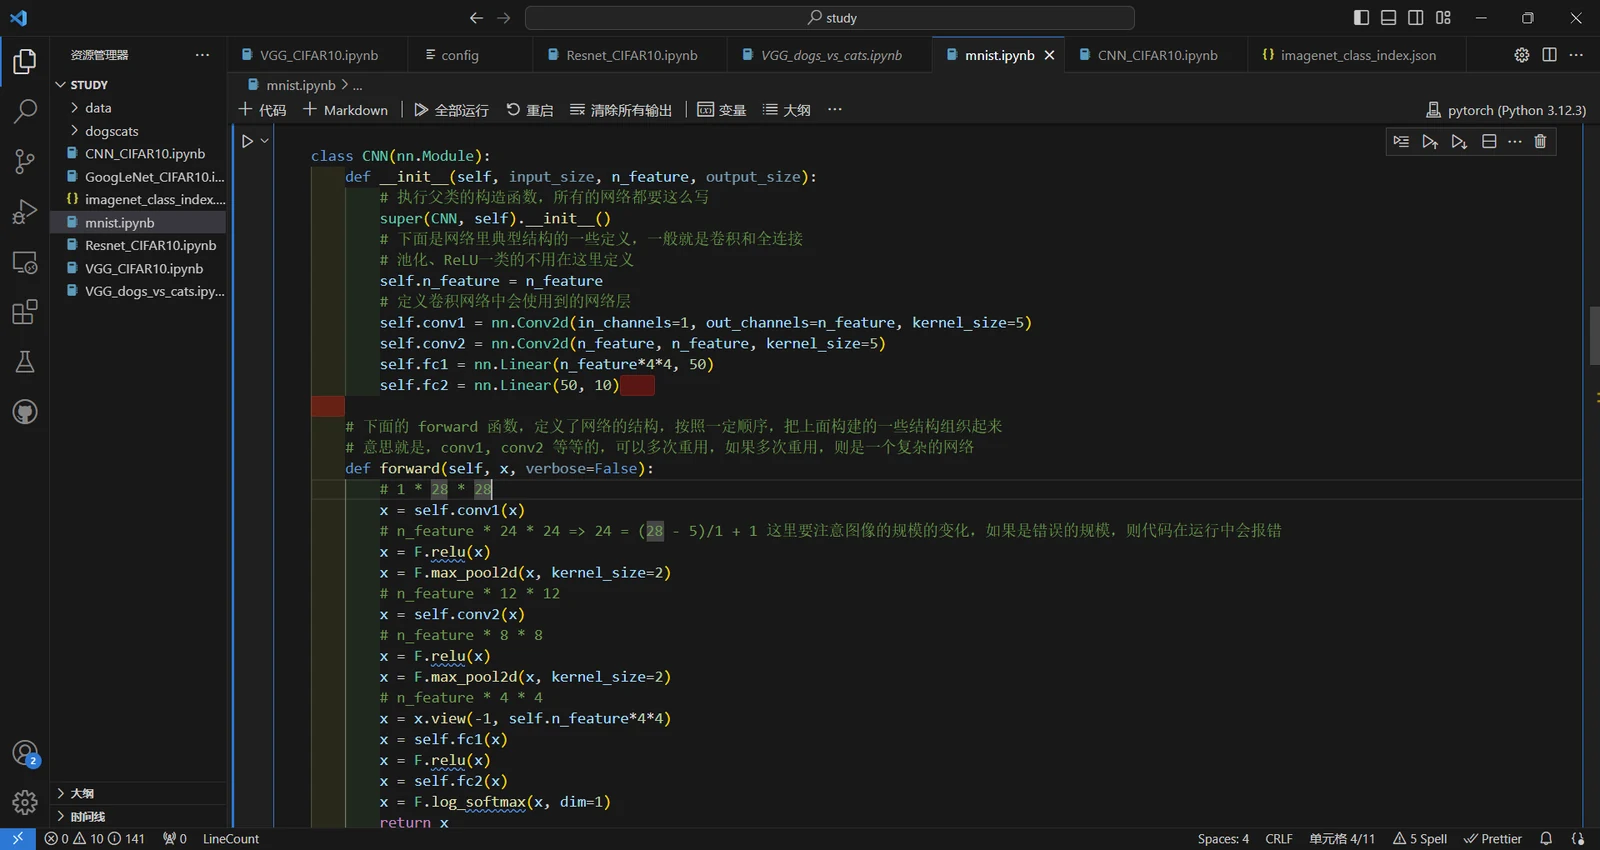 study
资源管理器
STUDY
data
dogscats
CNN_CIFAR10.ipynb
GoogLeNet_CIFAR10.i...
imagenet_class_index....
mnist.ipynb
Resnet_CIFAR10.ipynb
VGG_CIFAR10.ipynb
VGG_dogs_vs_cats.ipy...
大纲
时间线
VGG_CIFAR10.ipynb config Resnet_CIFAR10.ipynb VGG_dogs_vs_cats.ipynb mnist.ipynb CNN_CIFAR10.ipynb imagenet_class_index.json
mnist.ipynb > ...
代码 Markdown 全部运行 重启 清除所有输出 变量 大纲 ... pytorch (Python 3.12.3)
class CNN(nn.Module):
def __init__(self, input_size, n_feature, output_size):
# 执行父类的构造函数，所有的网络都要这么写
super(CNN, self).__init__()
# 下面是网络里典型结构的一些定义，一般就是卷积和全连接
# 池化、ReLU一类的不用在这里定义
self.n_feature = n_feature
# 定义卷积网络中会使用到的网络层
self.conv1 = nn.Conv2d(in_channels=1, out_channels=n_feature, kernel_size=5)
self.conv2 = nn.Conv2d(n_feature, n_feature, kernel_size=5)
self.fc1 = nn.Linear(n_feature*4*4, 50)
self.fc2 = nn.Linear(50, 10)
# 下面的 forward 函数，定义了网络的结构，按照一定顺序，把上面构建的一些结构组织起来
# 意思就是，conv1, conv2 等等的，可以多次重用，如果多次重用，则是一个复杂的网络
def forward(self, x, verbose=False):
# 1 * 28 * 28
x = self.conv1(x)
# n_feature * 24 * 24 => 24 = (28 - 5)/1 + 1 这里要注意图像的规模的变化，如果是错误的规模，则代码在运行中会报错
x = F.relu(x)
x = F.max_pool2d(x, kernel_size=2)
# n_feature * 12 * 12
x = self.conv2(x)
# n_feature * 8 * 8
x = F.relu(x)
x = F.max_pool2d(x, kernel_size=2)
# n_feature * 4 * 4
x = x.view(-1, self.n_feature*4*4)
x = self.fc1(x)
x = F.relu(x)
x = self.fc2(x)
x = F.log_softmax(x, dim=1)
return x
2
0 10 141 0 LineCount Spaces: 4 CRLF 单元格 4/11 5 Spell Prettier